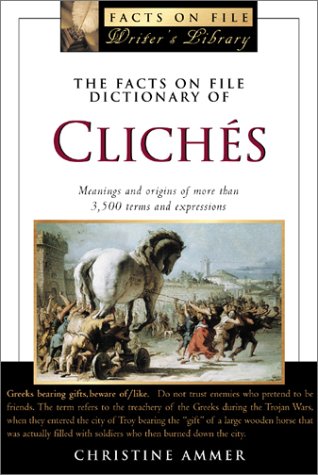 FACTS ON FILE
Writer's Library
THE FACTS ON FILE
DICTIONARY OF
CLICHÉS
Meanings and origins of more than
3,500 terms and expressions
Greeks bearing gifts, beware of/like. Do not trust enemies who pretend to be
friends. The term refers to the treachery of the Greeks during the Trojan Wars,
when they entered the city of Troy bearing the "gift" of a large wooden horse that
was actually filled with soldiers who then burned down the city.
CHRISTINE AMMER